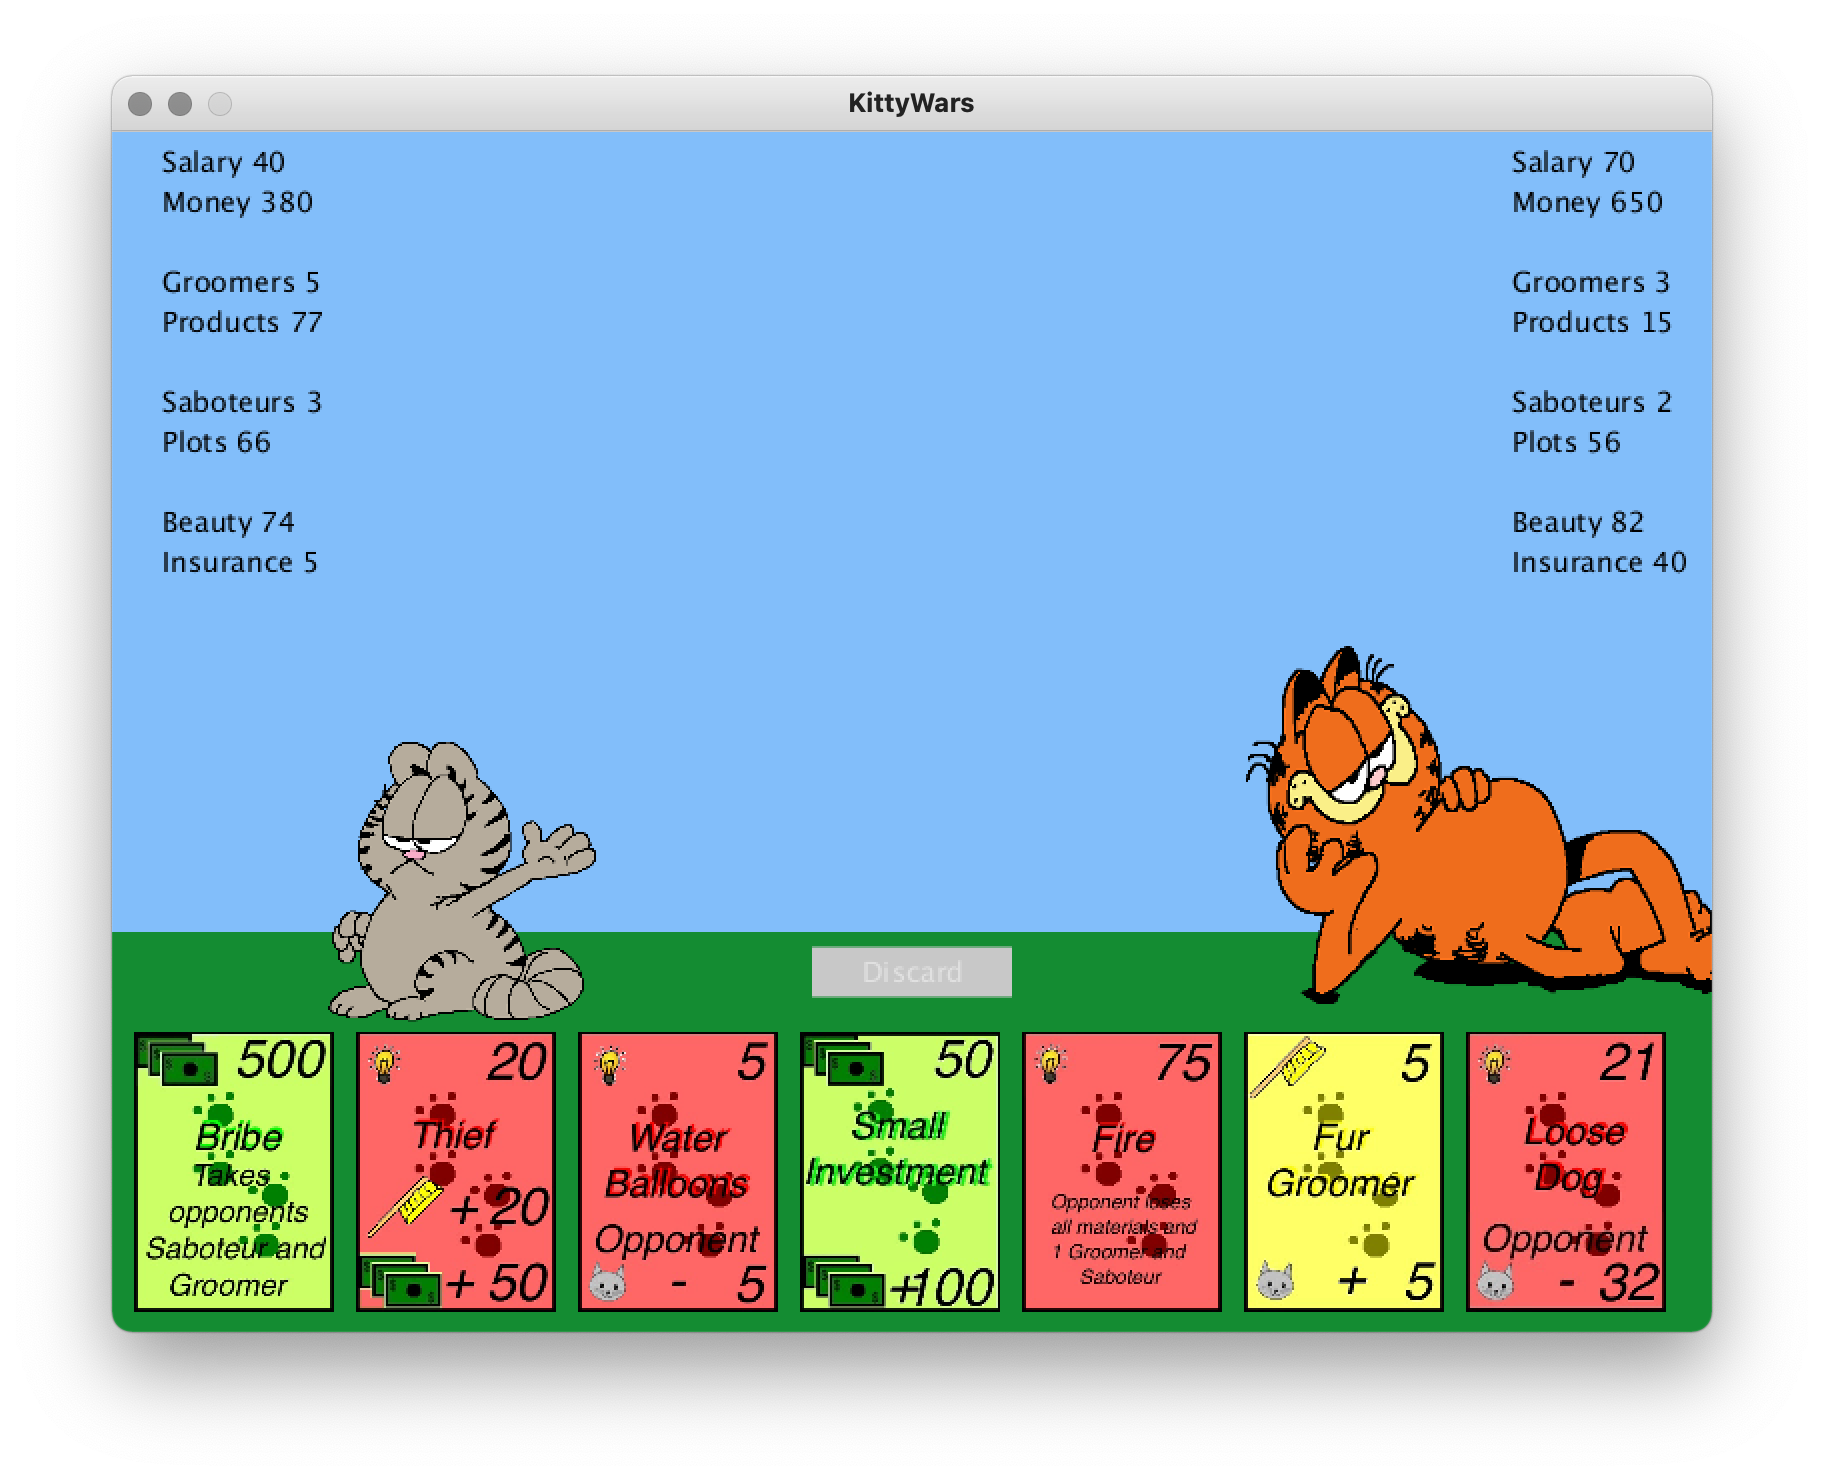 KittyWars
Salary 40
Money 380
Groomers 5
Products 77
Saboteurs 3
Plots 66
Beauty 74
Insurance 5
Salary 70
Money 650
Groomers 3
Products 15
Saboteurs 2
Plots 56
Beauty 82
Insurance 40
Discard
500
Bribe
Takes
opponents
Saboteur and
Groomer
20
Thief
+ 20
+ 50
5
Water
Balloons
Opponent
- 5
50
Small
Investment
+100
75
Fire
Opponent loses
all materials and
1 Groomer and
Saboteur
5
Fur
Groomer
+ 5
21
Loose
Dog
Opponent
- 32